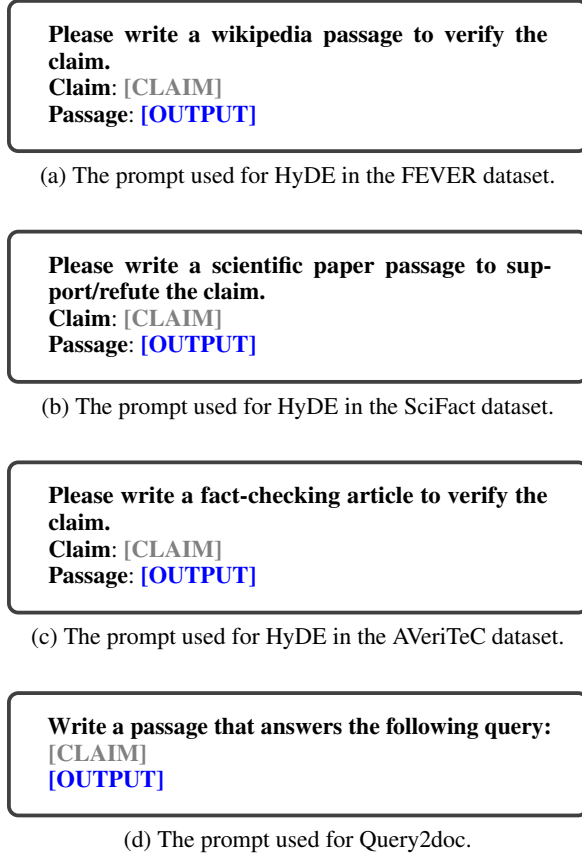 Please write a wikipedia passage to verify the
claim.
Claim: [CLAIM]
Passage: [OUTPUT]
(a) The prompt used for HyDE in the FEVER dataset.
Please write a scientific paper passage to sup-
port/refute the claim.
Claim: [CLAIM]
Passage: [OUTPUT]
(b) The prompt used for HyDE in the SciFact dataset.
Please write a fact-checking article to verify the
claim.
Claim: [CLAIM]
Passage: [OUTPUT]
(c) The prompt used for HyDE in the AVeriTeC dataset.
Write a passage that answers the following query:
[CLAIM]
[OUTPUT]
(d) The prompt used for Query2doc.